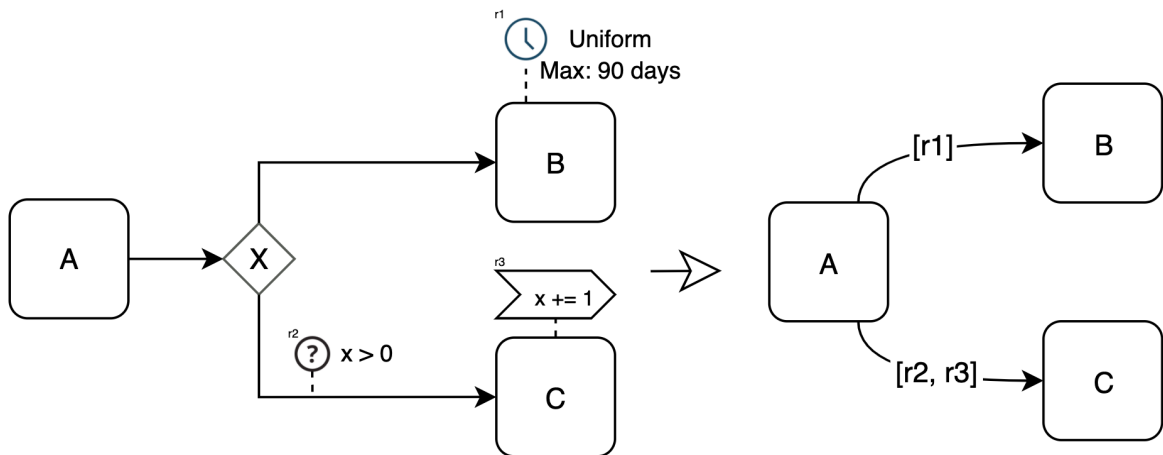 r1
Uniform
Max: 90 days
B
A
X
r3
x += 1
r2
?
x > 0
C
[r1]
B
A
[r2, r3]
C